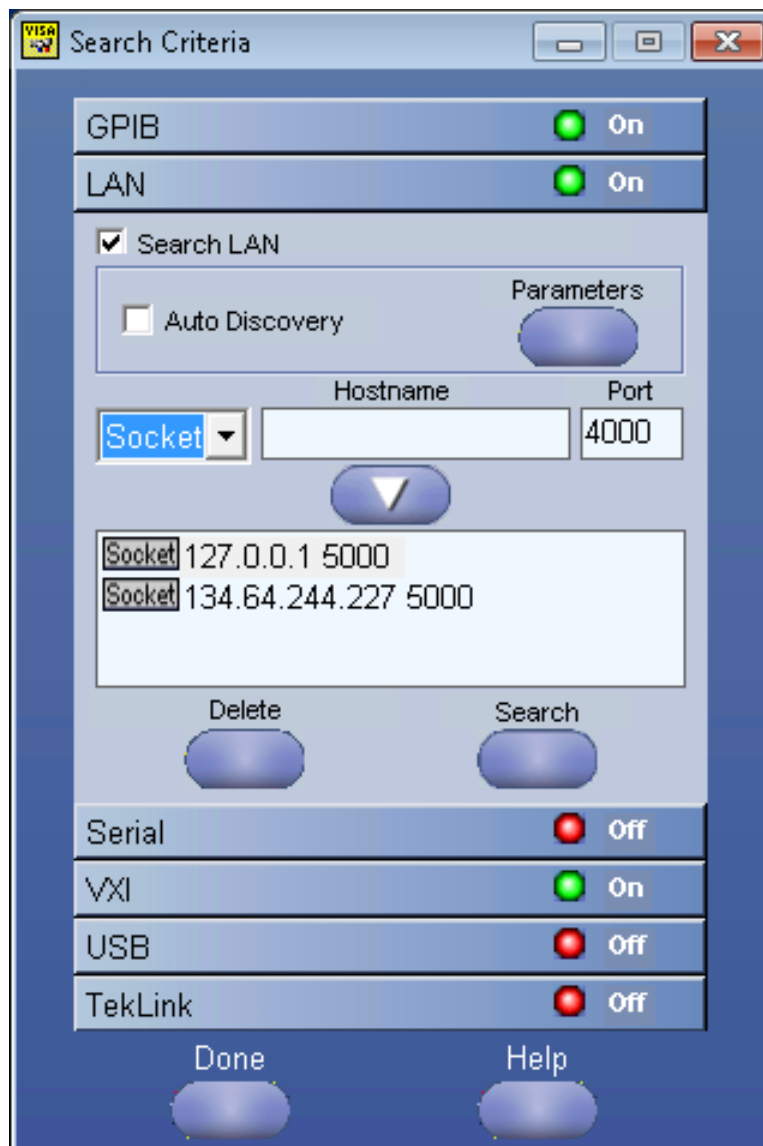 VISA Search Criteria
GPIB On
LAN On
Search LAN
Parameters
Auto Discovery
Hostname Port
Socket 4000
Socket 127.0.0.1 5000
Socket 134.64.244.227 5000
Delete Search
Serial Off
VXI On
USB Off
TekLink Off
Done Help